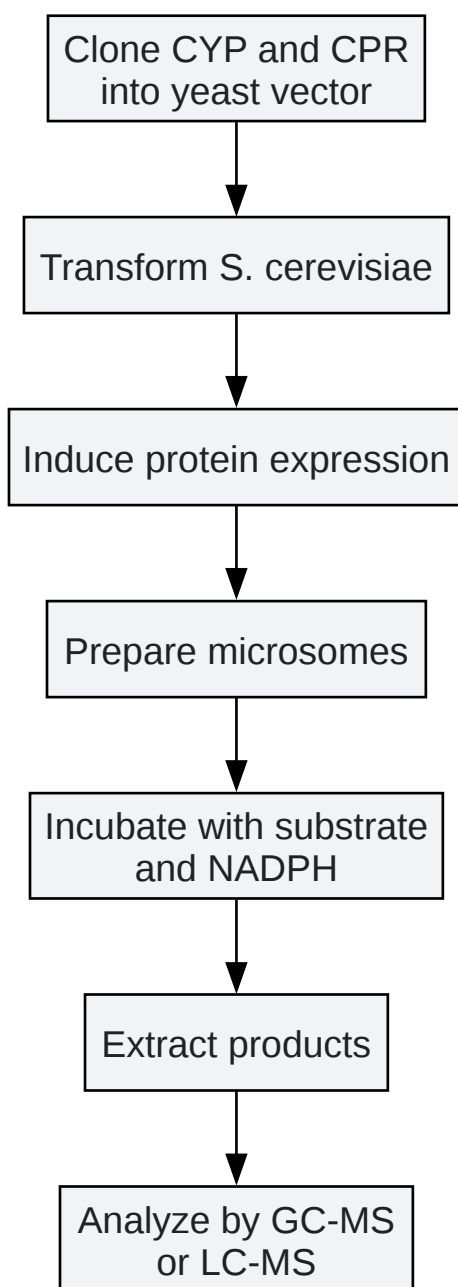 Clone CYP and CPR
into yeast vector
Transform S. cerevisiae
Induce protein expression
Prepare microsomes
Incubate with substrate
and NADPH
Extract products
Analyze by GC-MS
or LC-MS